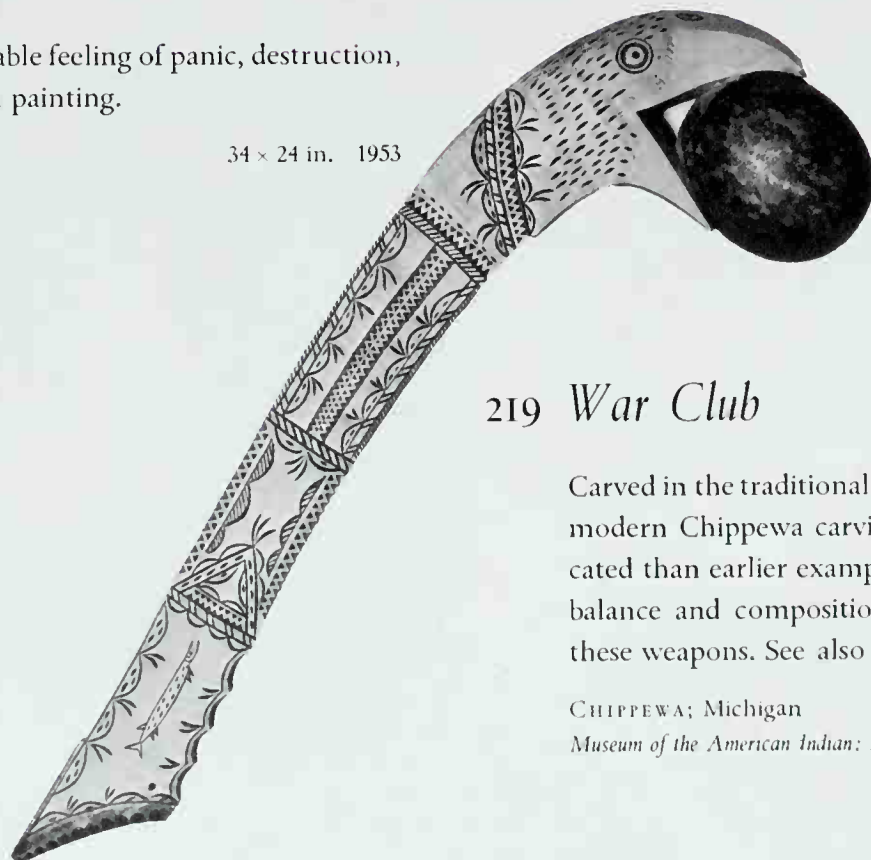 able feeling of panic, destruction,
painting.
34 × 24 in. 1953
219 War Club
Carved in the traditional
modern Chippewa carvi
cated than earlier examp
balance and compositio
these weapons. See also
CHIPPEWA; Michigan
Museum of the American Indian: